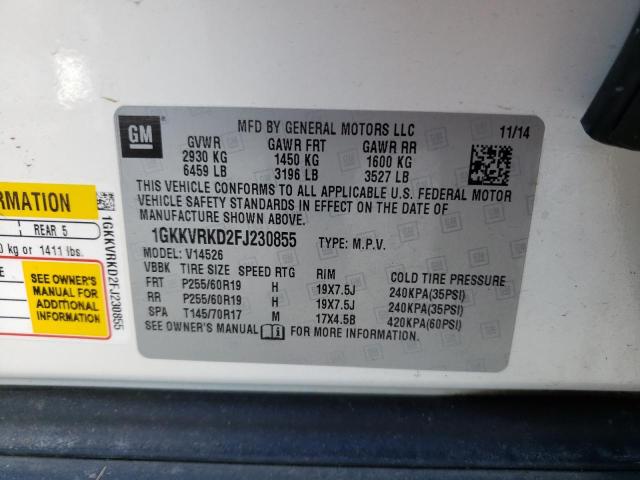 GM
MFD BY GENERAL MOTORS LLC 11/14
GVWR GAWR FRT GAWR RR
2930 KG 1450 KG 1600 KG
6459 LB 3196 LB 3527 LB
THIS VEHICLE CONFORMS TO ALL APPLICABLE U.S. FEDERAL MOTOR
VEHICLE SAFETY STANDARDS IN EFFECT ON THE DATE OF
MANUFACTURE SHOWN ABOVE.
1GKKVRKD2FJ230855 TYPE: M.P.V.
MODEL: V14526
VBBK TIRE SIZE SPEED RTG RIM COLD TIRE PRESSURE
FRT P255/60R19 H 19X7.5J 240KPA(35PSI)
RR P255/60R19 H 19X7.5J 240KPA(35PSI)
SPA T145/70R17 M 17X4.5B 420KPA(60PSI)
SEE OWNER'S MANUAL FOR MORE INFORMATION
ORMATION
REAR 5
kg or 1411 lbs.
SEE OWNER'S
MANUAL FOR
ADDITIONAL
INFORMATION
1GKKVRKD2FJ230855